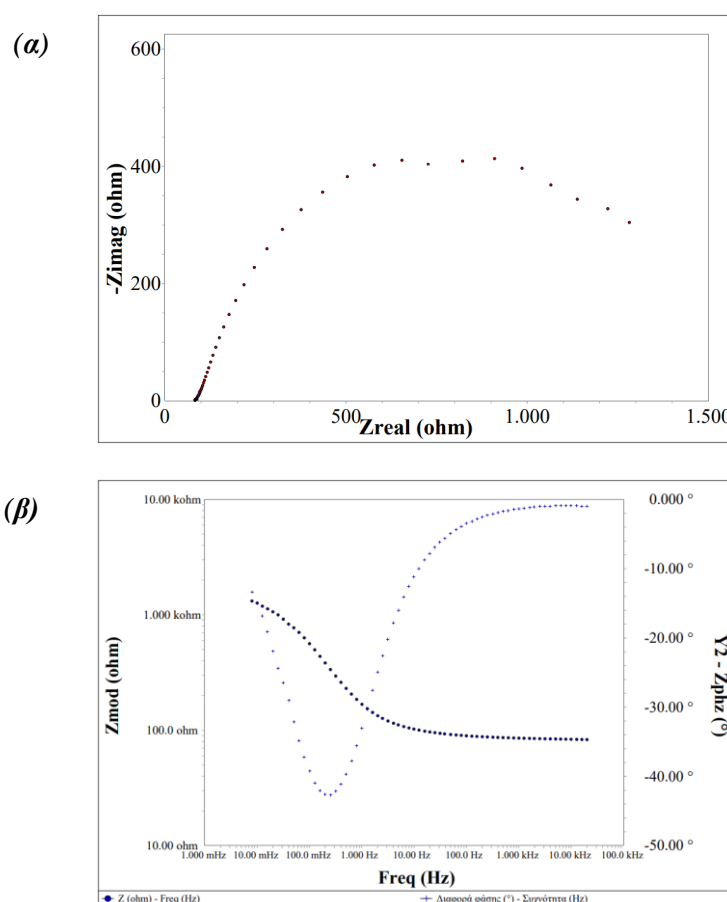 (α)
600
400
200
0
-Zimag (ohm)
0
500
1.000
1.500
Zreal (ohm)
(β)
10.00 kohm
1.000 kohm
100.0 ohm
10.00 ohm
Zmod (ohm)
0.000 °
-10.00 °
-20.00 °
-30.00 °
-40.00 °
-50.00 °
Y2 - Zphz (°)
1.000 mHz 10.00 mHz 100.0 mHz 1.000 Hz 10.00 Hz 100.0 Hz 1.000 kHz 10.00 kHz 100.0 kHz
Freq (Hz)
Z (ohm) - Freq (Hz) Διαφορά φάσης (°) - Συχνότητα (Hz)